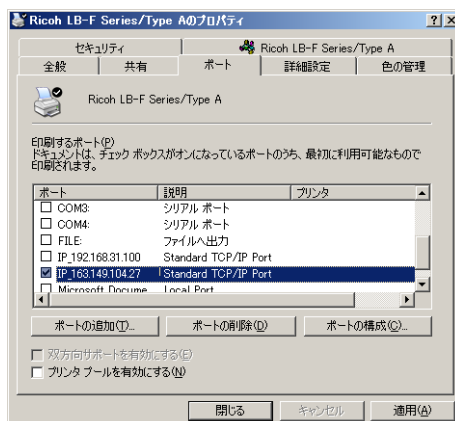 Ricoh LB-F Series/Type Aのプロパティ
セキュリティ Ricoh LB-F Series/Type A
全般 共有 ポート 詳細設定 色の管理
Ricoh LB-F Series/Type A
印刷するポート(P)
ドキュメントは、チェック ボックスがオンになっているポートのうち、最初に利用可能なもので
印刷されます。
ポート 説明 プリンタ
COM3: シリアル ポート
COM4: シリアル ポート
FILE: ファイルへ出力
IP_192.168.31.100 Standard TCP/IP Port
IP_163.149.104.27 Standard TCP/IP Port
Microsoft Docume... Local Port
ポートの追加(T)... ポートの削除(D) ポートの構成(C)...
双方向サポートを有効にする(E)
プリンタ プールを有効にする(N)
閉じる キャンセル 適用(A)